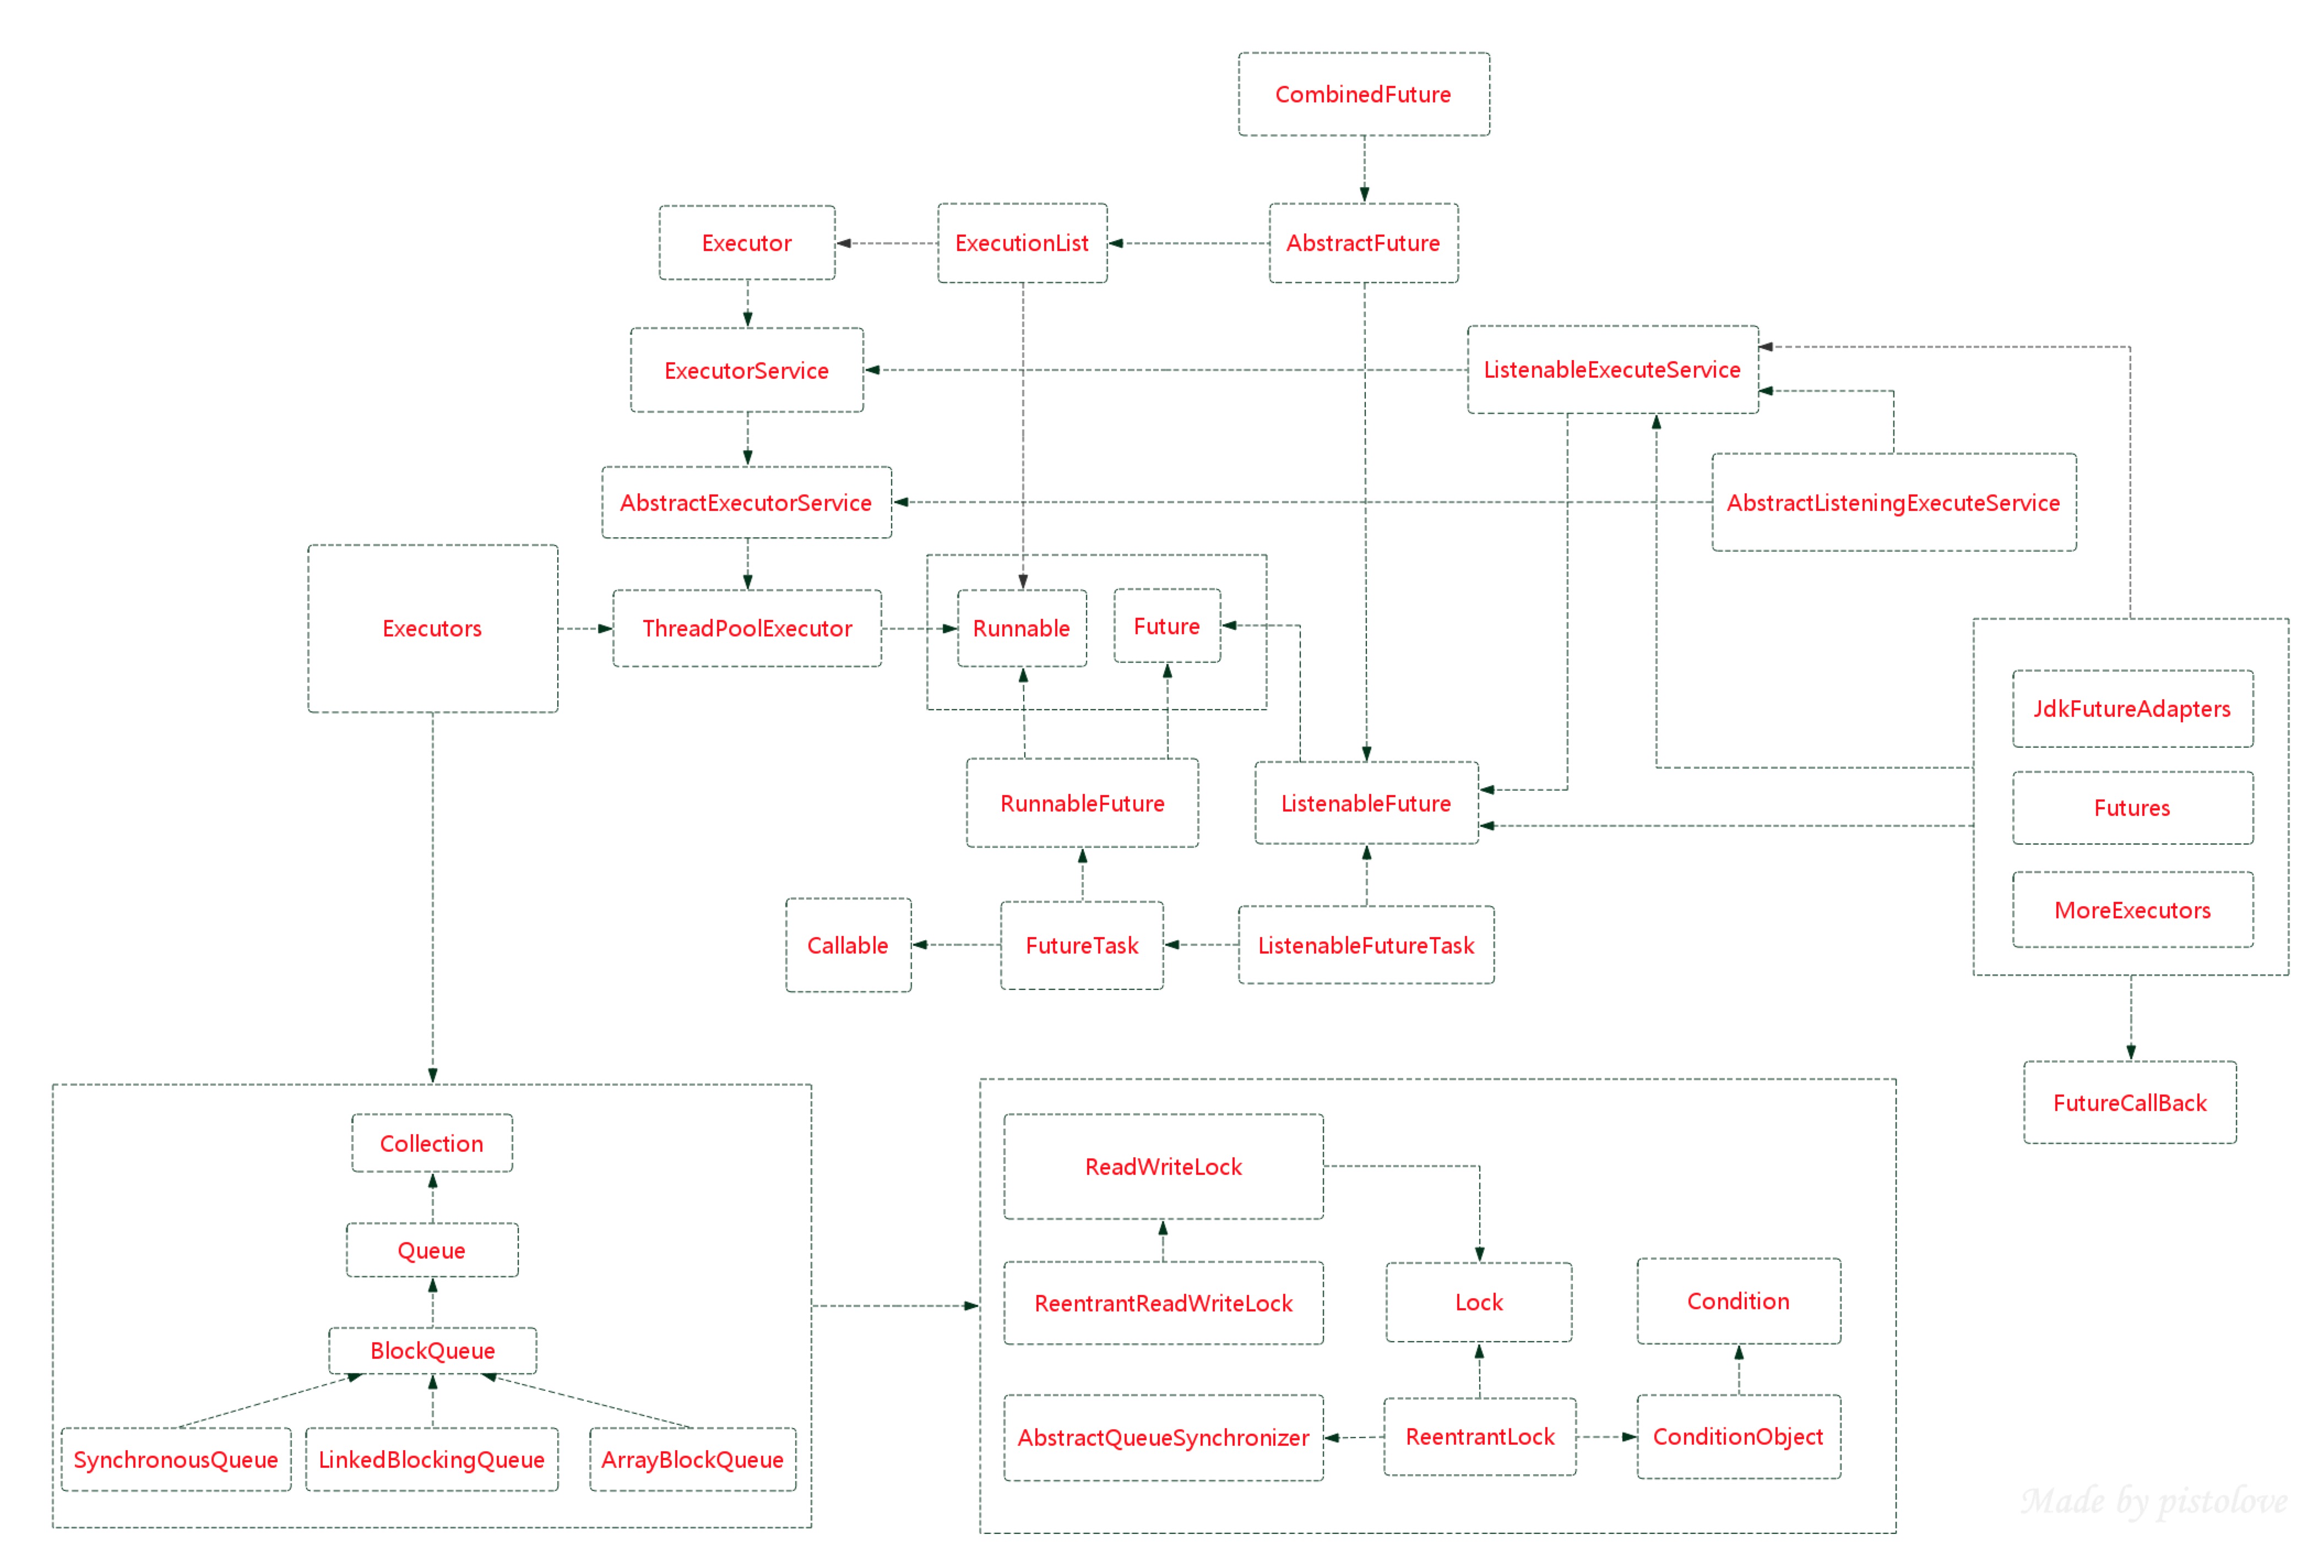 CombinedFuture
Executor
ExecutionList
AbstractFuture
ExecutorService
ListenableExecuteService
AbstractExecutorService
AbstractListeningExecuteService
Executors
ThreadPoolExecutor
Runnable
Future
JdkFutureAdapters
RunnableFuture
ListenableFuture
Futures
MoreExecutors
Callable
FutureTask
ListenableFutureTask
FutureCallBack
Collection
Queue
BlockQueue
SynchronousQueue
LinkedBlockingQueue
ArrayBlockQueue
ReadWriteLock
ReentrantReadWriteLock
Lock
Condition
AbstractQueueSynchronizer
ReentrantLock
ConditionObject
Made by pistolove